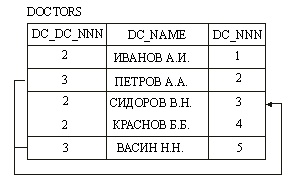 DOCTORS
DC_DC_NNN DC_NAME DC_NNN
2 ИВАНОВ А.И. 1
3 ПЕТРОВ А.А. 2
2 СИДОРОВ В.Н. 3
2 КРАСНОВ Б.Б. 4
3 ВАСИН Н.Н. 5